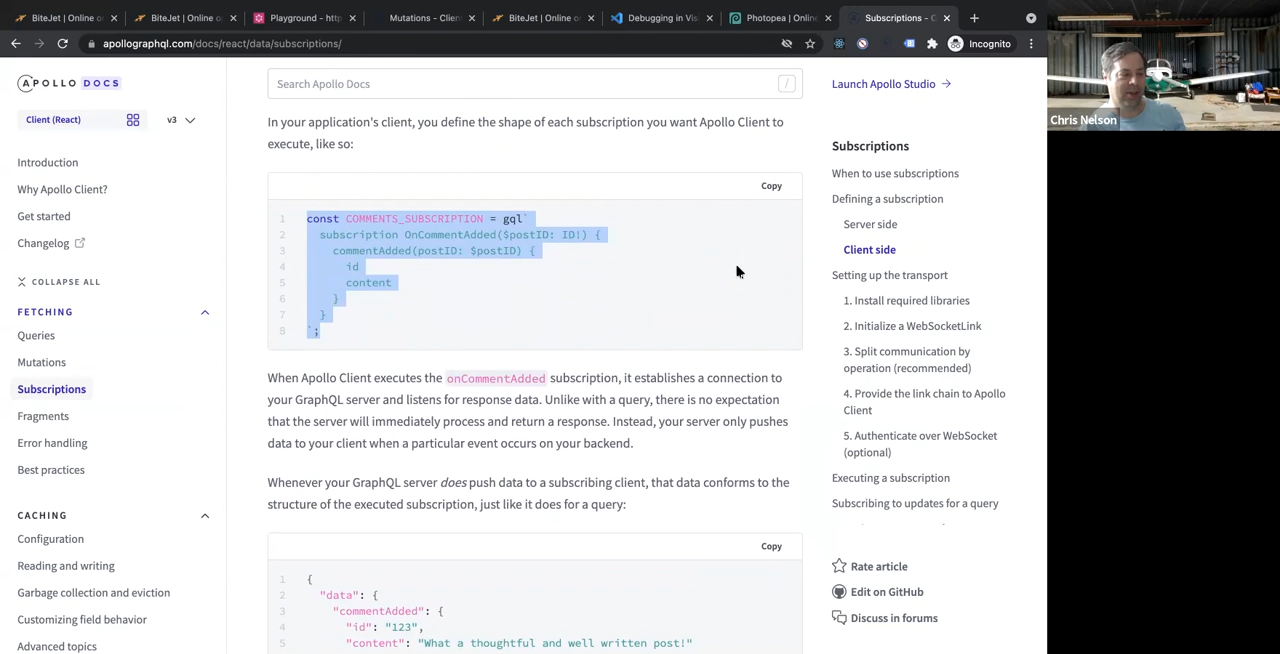 BiteJet | Online o
BiteJet | Online o
Playground - http
Mutations - Clien
BiteJet | Online o
Debugging in Vis
Photopea | Online
Subscriptions - C
apollographql.com/docs/react/data/subscriptions/
Incognito
APOLLO DOCS
Client (React)
v3
Introduction
Why Apollo Client?
Get started
Changelog
COLLAPSE ALL
FETCHING
Queries
Mutations
Subscriptions
Fragments
Error handling
Best practices
CACHING
Configuration
Reading and writing
Garbage collection and eviction
Customizing field behavior
Advanced topics
Search Apollo Docs
/
In your application's client, you define the shape of each subscription you want Apollo Client to
execute, like so:
Copy
1 const COMMENTS_SUBSCRIPTION = gql`
2 subscription OnCommentAdded($postID: ID!) {
3 commentAdded(postID: $postID) {
4 id
5 content
6 }
7 }
8 `;
When Apollo Client executes the onCommentAdded subscription, it establishes a connection to
your GraphQL server and listens for response data. Unlike with a query, there is no expectation
that the server will immediately process and return a response. Instead, your server only pushes
data to your client when a particular event occurs on your backend.
Whenever your GraphQL server does push data to a subscribing client, that data conforms to the
structure of the executed subscription, just like it does for a query:
Copy
1 {
2 "data": {
3 "commentAdded": {
4 "id": "123",
5 "content": "What a thoughtful and well written post!"
Launch Apollo Studio
Subscriptions
When to use subscriptions
Defining a subscription
Server side
Client side
Setting up the transport
1. Install required libraries
2. Initialize a WebSocketLink
3. Split communication by
operation (recommended)
4. Provide the link chain to Apollo
Client
5. Authenticate over WebSocket
(optional)
Executing a subscription
Subscribing to updates for a query
Rate article
Edit on GitHub
Discuss in forums
Chris Nelson